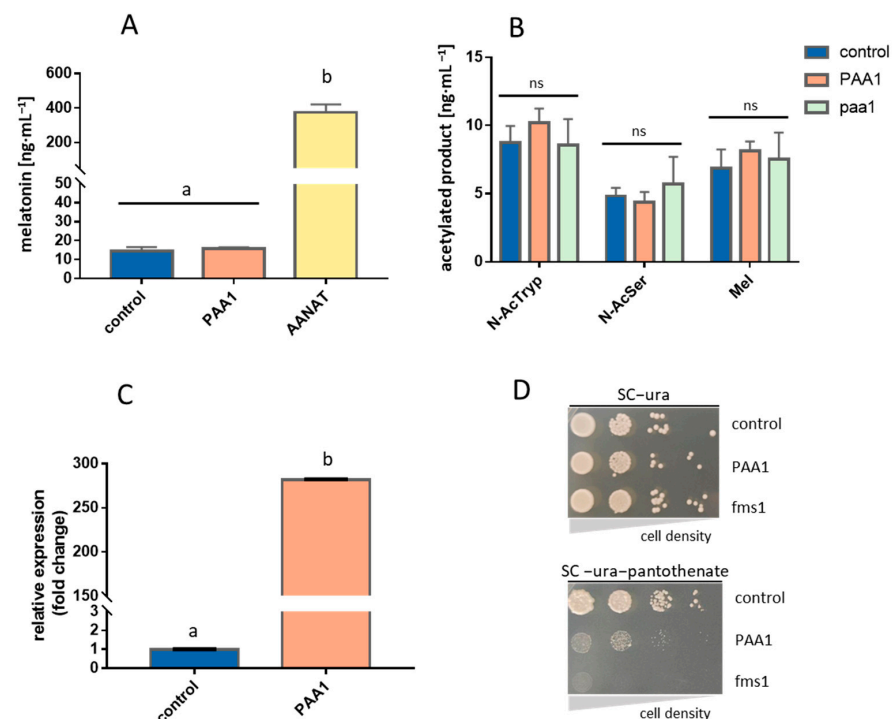 A
melatonin [ng·mL⁻¹]
600
400
200
50
40
30
20
10
0
a
b
control
PAA1
AANAT
B
acetylated product [ng·mL⁻¹]
15
10
5
0
ns
ns
ns
N-AcTryp
N-AcSer
Mel
control
PAA1
paa1
C
relative expression
(fold change)
300
250
200
150
3
2
1
0
a
b
control
PAA1
D
SC–ura
control
PAA1
fms1
cell density
SC –ura–pantothenate
control
PAA1
fms1
cell density